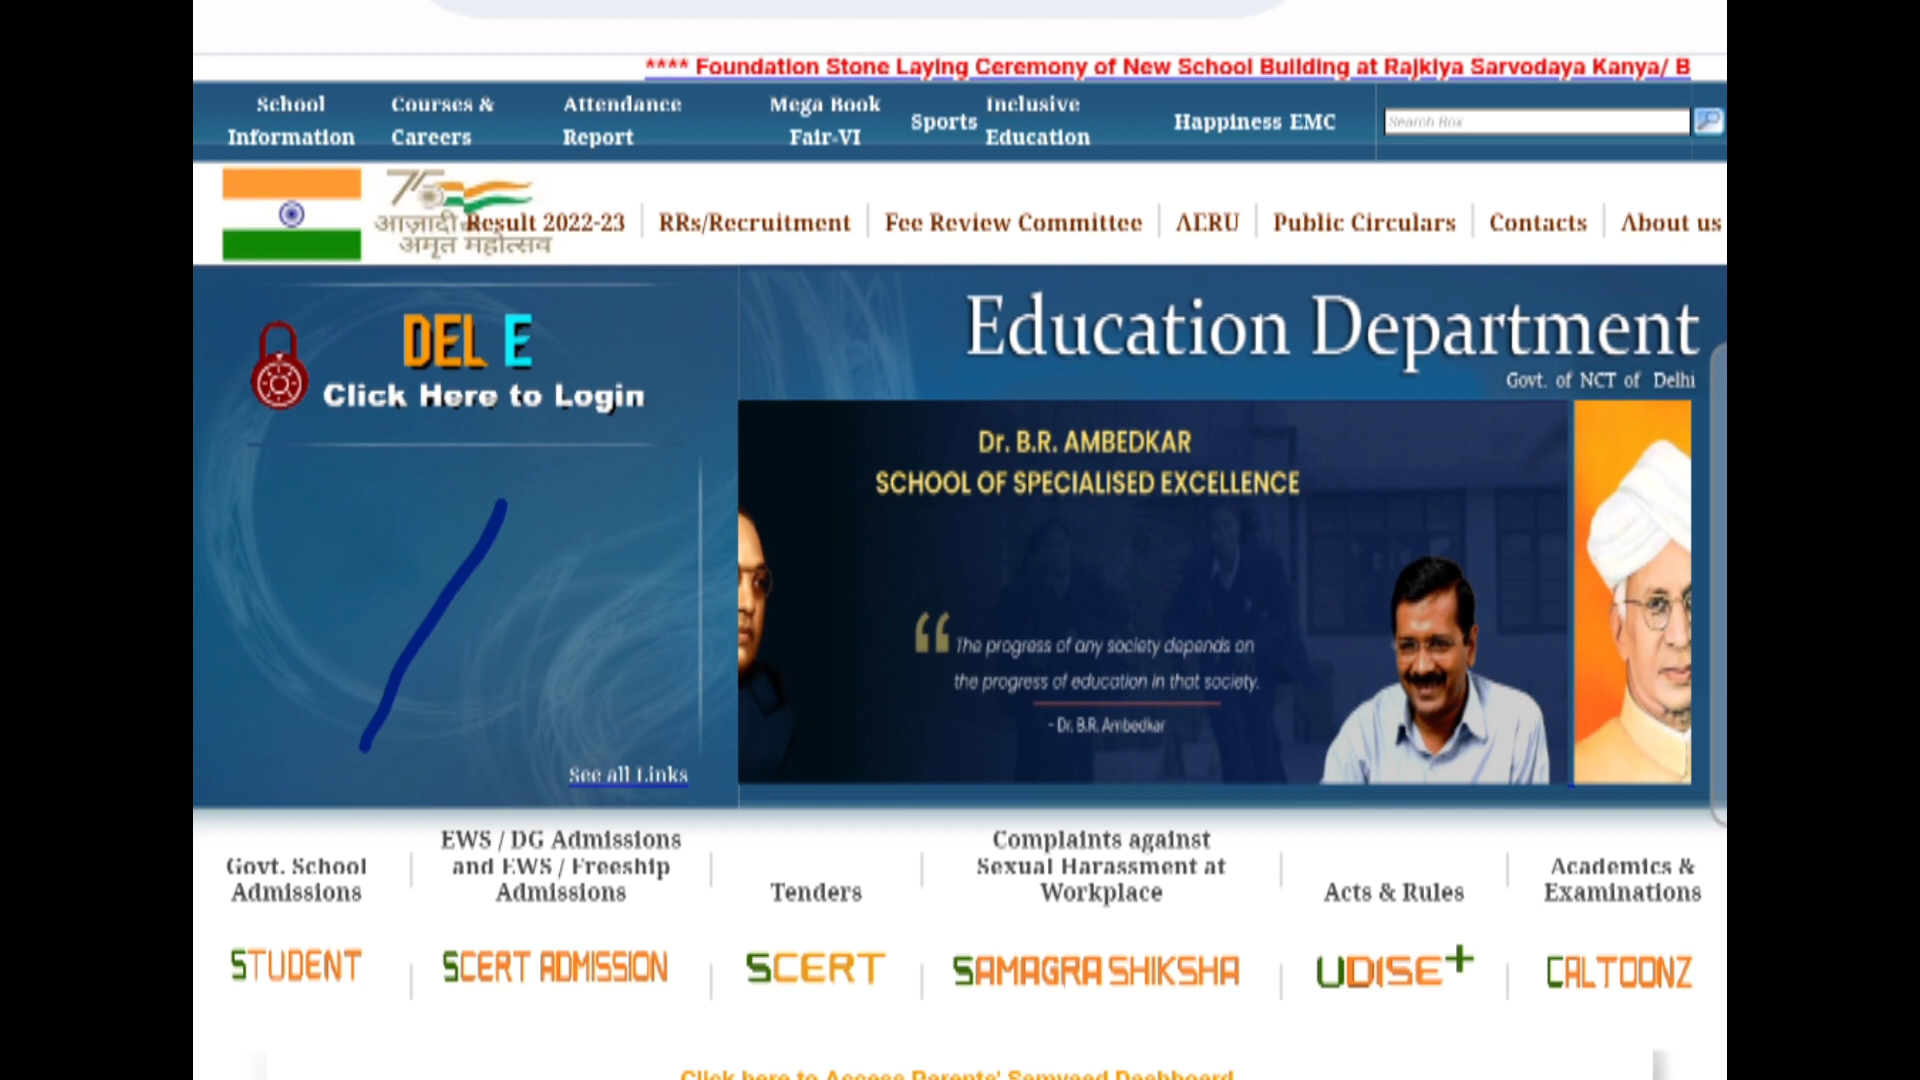 **** Foundation Stone Laying Ceremony of New School Building at Rajkiya Sarvodaya Kanya/ B
School Information
Courses & Careers
Attendance Report
Mega Book Fair-VI
Sports
Inclusive Education
Happiness
EMC
Search Box
75
आज़ादी
अमृत महोत्सव
Result 2022-23
RRs/Recruitment
Fee Review Committee
AERU
Public Circulars
Contacts
About us
DEL E
Click Here to Login
See all Links
Education Department
Govt. of NCT of Delhi
Dr. B.R. AMBEDKAR
SCHOOL OF SPECIALISED EXCELLENCE
“ The progress of any society depends on
the progress of education in that society.
- Dr. B.R. Ambedkar
Govt. School
Admissions
EWS / DG Admissions
and EWS / Freeship
Admissions
Tenders
Complaints against
Sexual Harassment at
Workplace
Acts & Rules
Academics &
Examinations
STUDENT
SCERT ADMISSION
SCERT
SAMAGRA SHIKSHA
UDISE+
CALTOONZ
Click here to Access Parents' Samvaad Dashboard